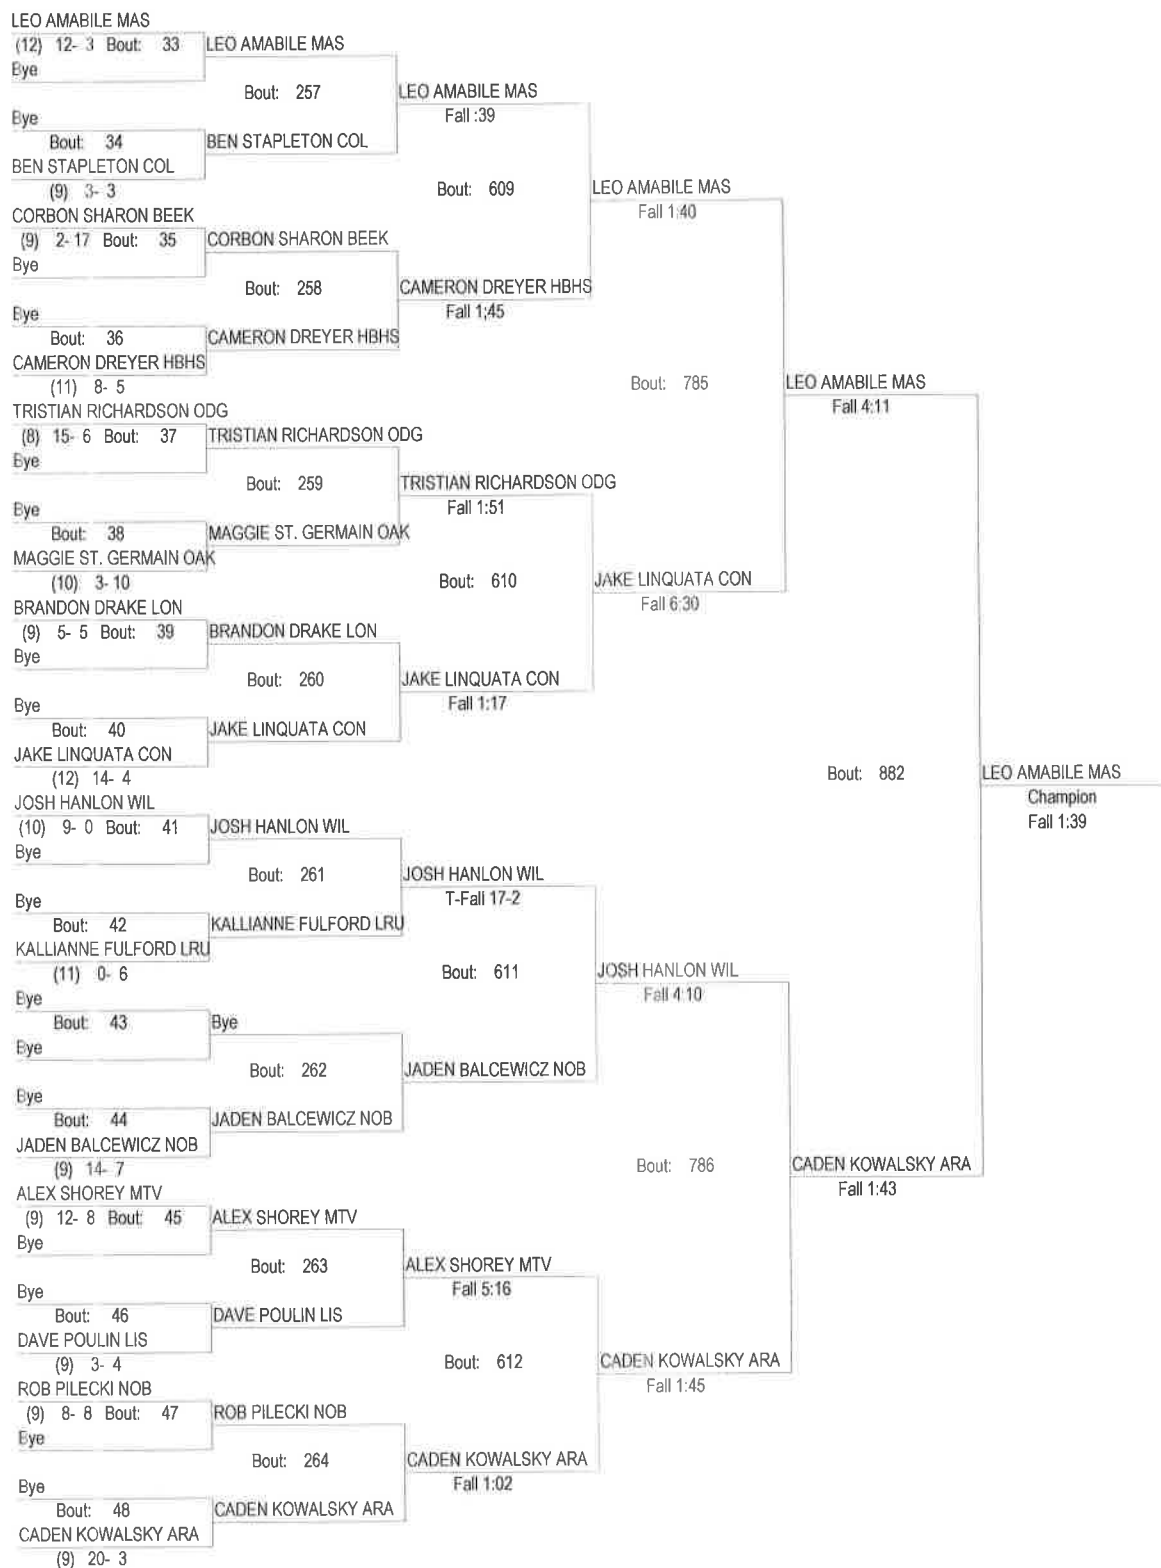 LEO AMABILE MAS
(12) 12- 3 Bout: 33
Bye
Bye
Bout: 34
BEN STAPLETON COL
(9) 3- 3
CORBON SHARON BEEK
(9) 2- 17 Bout: 35
Bye
Bye
Bout: 36
CAMERON DREYER HBHS
(11) 8- 5
TRISTIAN RICHARDSON ODG
(8) 15- 6 Bout: 37
Bye
Bye
Bout: 38
MAGGIE ST. GERMAIN OAK
(10) 3- 10
BRANDON DRAKE LON
(9) 5- 5 Bout: 39
Bye
Bye
Bout: 40
JAKE LINQUATA CON
(12) 14- 4
JOSH HANLON WIL
(10) 9- 0 Bout: 41
Bye
Bye
Bout: 42
KALLIANNE FULFORD LRU
(11) 0- 6
Bye
Bout: 43
Bye
Bye
Bout: 44
JADEN BALCEWICZ NOB
(9) 14- 7
ALEX SHOREY MTV
(9) 12- 8 Bout: 45
Bye
Bye
Bout: 46
DAVE POULIN LIS
(9) 3- 4
ROB PILECKI NOB
(9) 8- 8 Bout: 47
Bye
Bye
Bout: 48
CADEN KOWALSKY ARA
(9) 20- 3
LEO AMABILE MAS
Bout: 257
BEN STAPLETON COL
CORBON SHARON BEEK
Bout: 258
CAMERON DREYER HBHS
TRISTIAN RICHARDSON ODG
Bout: 259
MAGGIE ST. GERMAIN OAK
BRANDON DRAKE LON
Bout: 260
JAKE LINQUATA CON
JOSH HANLON WIL
Bout: 261
KALLIANNE FULFORD LRU
Bye
Bout: 262
JADEN BALCEWICZ NOB
ALEX SHOREY MTV
Bout: 263
DAVE POULIN LIS
ROB PILECKI NOB
Bout: 264
CADEN KOWALSKY ARA
LEO AMABILE MAS
Fall :39
Bout: 609
CAMERON DREYER HBHS
Fall 1;45
TRISTIAN RICHARDSON ODG
Fall 1:51
Bout: 610
JAKE LINQUATA CON
Fall 1:17
JOSH HANLON WIL
T-Fall 17-2
Bout: 611
JADEN BALCEWICZ NOB
ALEX SHOREY MTV
Fall 5:16
Bout: 612
CADEN KOWALSKY ARA
Fall 1:02
LEO AMABILE MAS
Fall 1:40
Bout: 785
JAKE LINQUATA CON
Fall 6:30
JOSH HANLON WIL
Fall 4:10
Bout: 786
CADEN KOWALSKY ARA
Fall 1:45
LEO AMABILE MAS
Fall 4:11
Bout: 882
CADEN KOWALSKY ARA
Fall 1:43
LEO AMABILE MAS
Champion
Fall 1:39